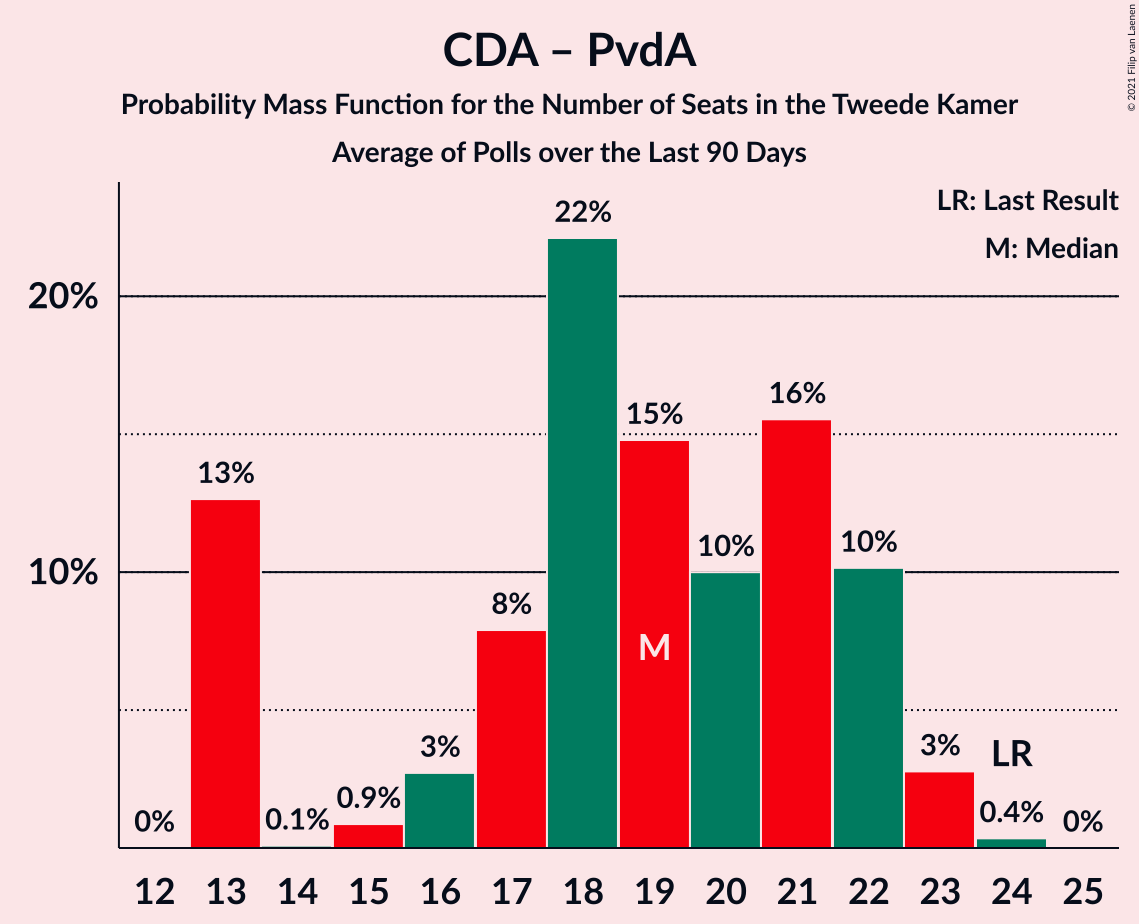 CDA – PvdA
Probability Mass Function for the Number of Seats in the Tweede Kamer
Average of Polls over the Last 90 Days
© 2021 Filip van Laenen
LR: Last Result
M: Median
20%
10%
0%
13%
0.1%
0.9%
3%
8%
22%
15%
M
10%
16%
10%
3%
LR
0.4%
0%
12 13 14 15 16 17 18 19 20 21 22 23 24 25